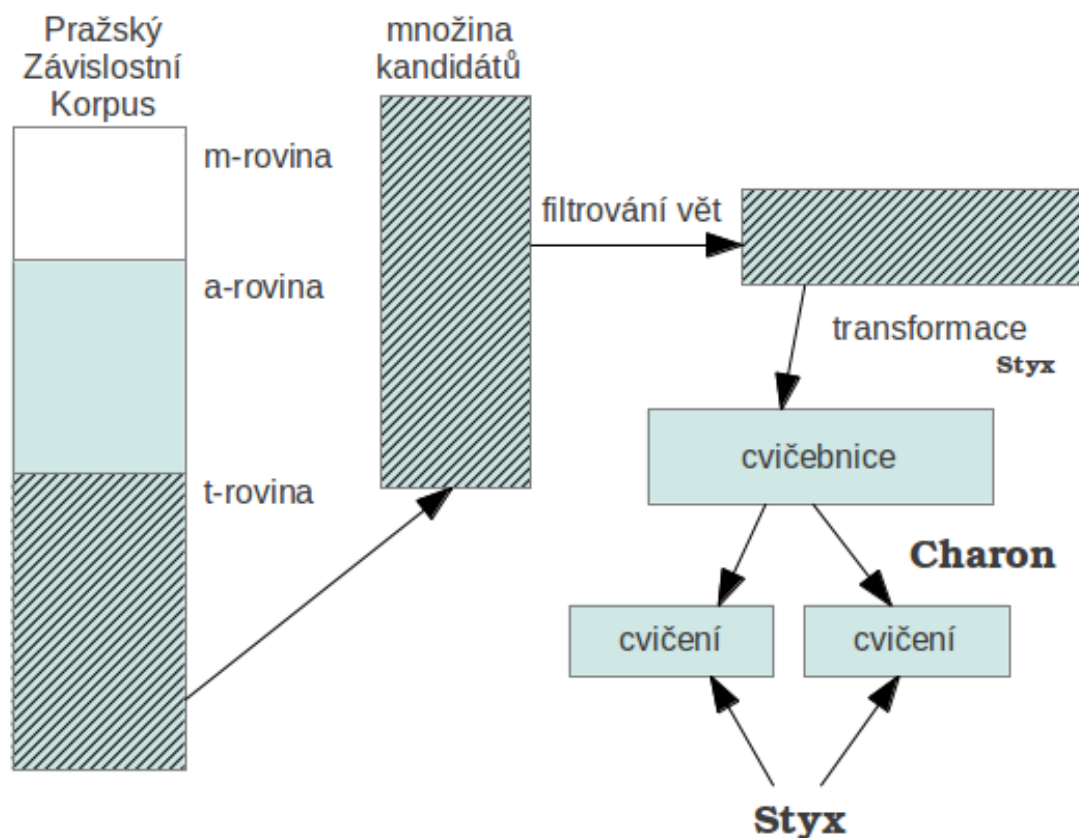 Pražský
Závislostní
Korpus
m-rovina
a-rovina
t-rovina
množina
kandidátů
filtrování vět
transformace
Styx
cvičebnice
Charon
cvičení
cvičení
Styx